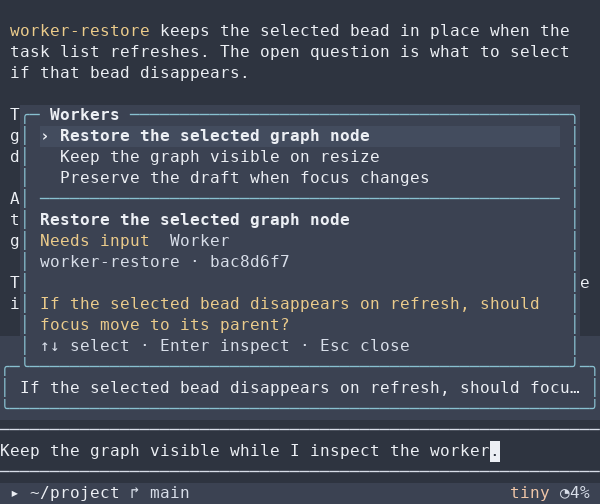 worker-restore keeps the selected bead in place when the
task list refreshes. The open question is what to select
if that bead disappears.
T Workers
g › Restore the selected graph node
d Keep the graph visible on resize
Preserve the draft when focus changes
A
t Restore the selected graph node
g Needs input Worker
worker-restore · bac8d6f7
T e
i If the selected bead disappears on refresh, should
focus move to its parent?
↑↓ select · Enter inspect · Esc close
If the selected bead disappears on refresh, should focu…
Keep the graph visible while I inspect the worker.
▸ ~/project ↱ main tiny ◔4%